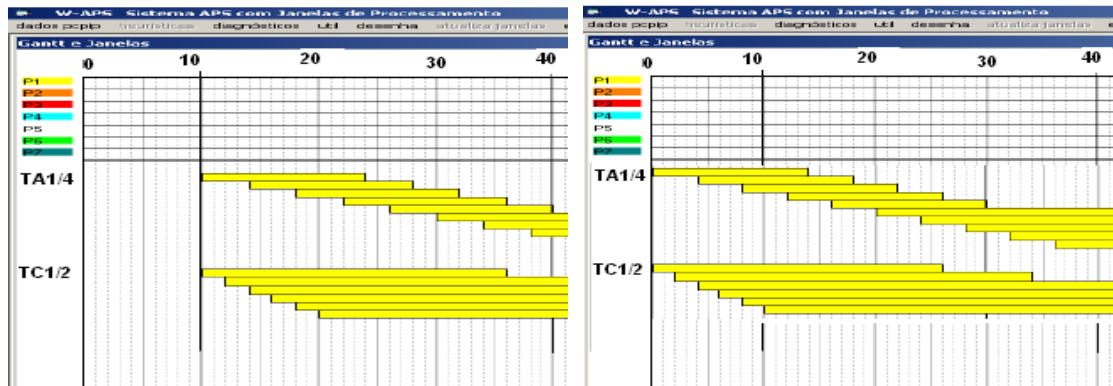 W-APS Sistema APS com Janelas de Processamento
dados pcpip heurísticas diagnósticos util desenha atualiza janelas
Gantt e Janelas
0 10 20 30 40
P1
P2
P3
P4
P5
P6
P7
TA1/4
TC1/2
W-APS Sistema APS com Janelas de Processamento
dados pcpip heurísticas diagnósticos util desenha atualiza janelas
Gantt e Janelas
0 10 20 30 40
P1
P2
P3
P4
P5
P6
P7
TA1/4
TC1/2